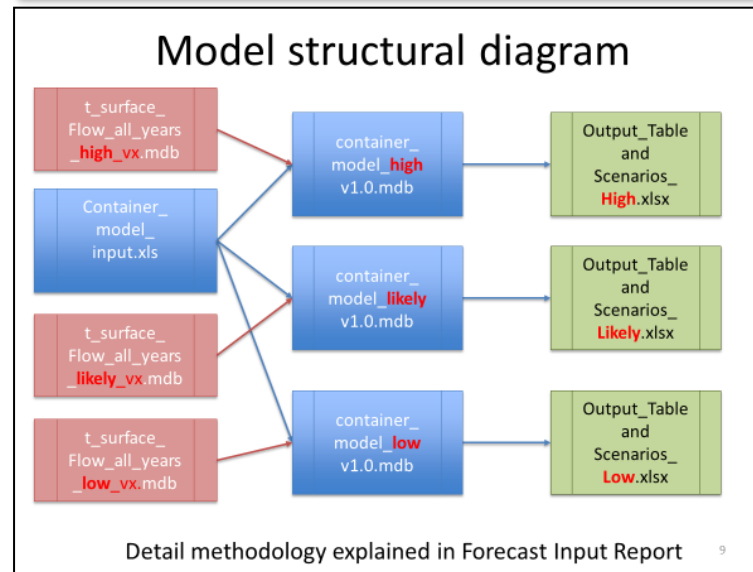 Model structural diagram
t_surface_
Flow_all_years
_high_vx.mdb
Container_
model_
input.xls
t_surface_
Flow_all_years
_likely_vx.mdb
t_surface_
Flow_all_years
_low_vx.mdb
container_
model_high
v1.0.mdb
container_
model_likely
v1.0.mdb
container_
model_low
v1.0.mdb
Output_Table
and
Scenarios_
High.xlsx
Output_Table
and
Scenarios_
Likely.xlsx
Output_Table
and
Scenarios_
Low.xlsx
Detail methodology explained in Forecast Input Report
9